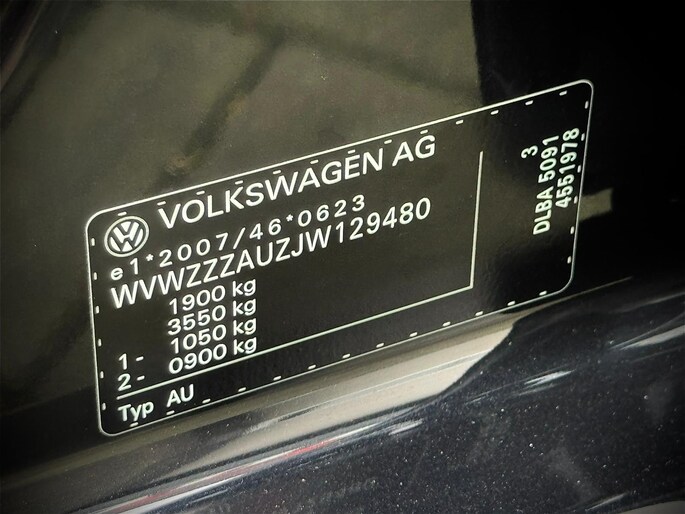 VOLKSWAGEN AG
e1*2007/46*0623
WVWZZZAUZJW129480
1900 kg
3550 kg
1- 1050 kg
2- 0900 kg
Typ AU
3
DLBA 5091
4551978